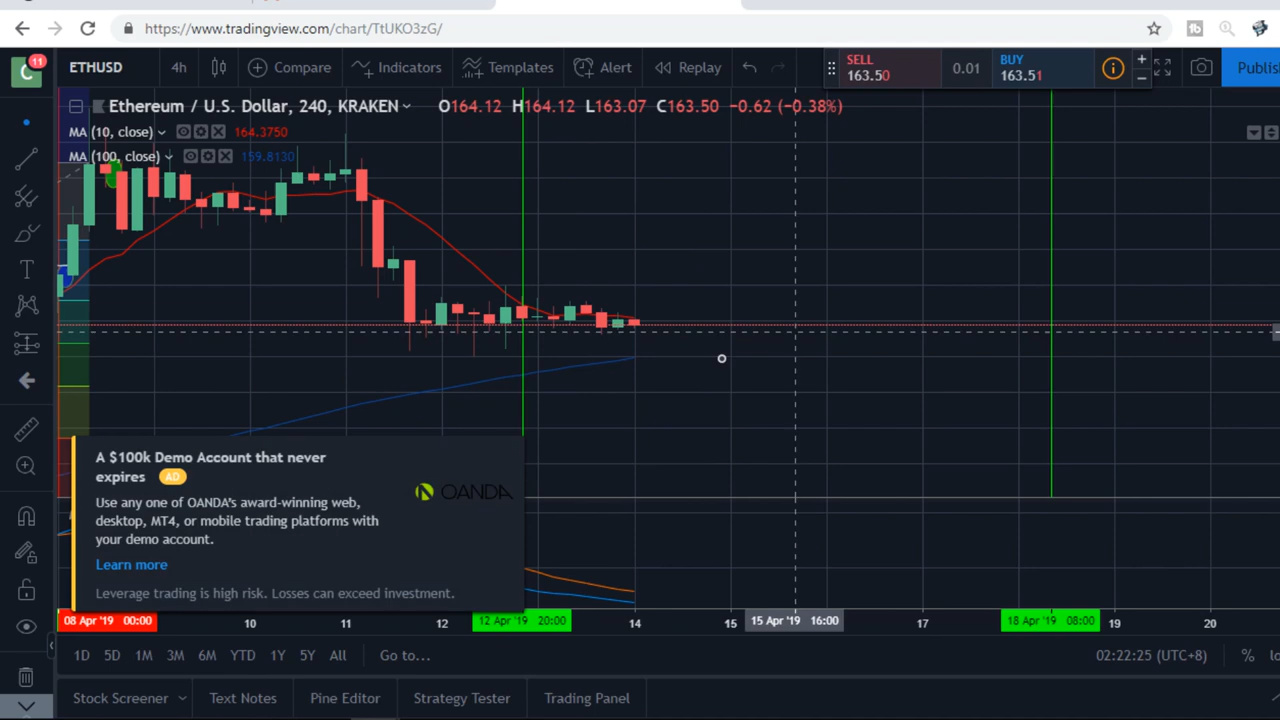 https://www.tradingview.com/chart/TtUKO3zG/
C 11 ETHUSD 4h Compare Indicators Templates Alert Replay SELL 163.50 0.01 BUY 163.51 Publis
Ethereum / U.S. Dollar, 240, KRAKEN O164.12 H164.12 L163.07 C163.50 −0.62 (−0.38%)
MA (10, close) 164.3750
MA (100, close) 159.8130
A $100k Demo Account that never
expires AD
OANDA
Use any one of OANDA's award-winning web,
desktop, MT4, or mobile trading platforms with
your demo account.
Learn more
Leverage trading is high risk. Losses can exceed investment.
08 Apr '19 00:00 10 11 12 12 Apr '19 20:00 14 15 15 Apr '19 16:00 17 18 Apr '19 08:00 19 20
1D 5D 1M 3M 6M YTD 1Y 5Y All Go to... 02:22:25 (UTC+8) % lo
Stock Screener Text Notes Pine Editor Strategy Tester Trading Panel